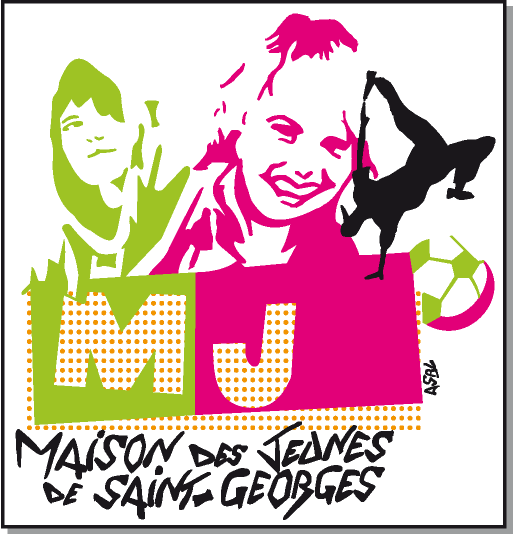 MJ
ASBL
MAISON DES JEUNES
DE SAINT-GEORGES